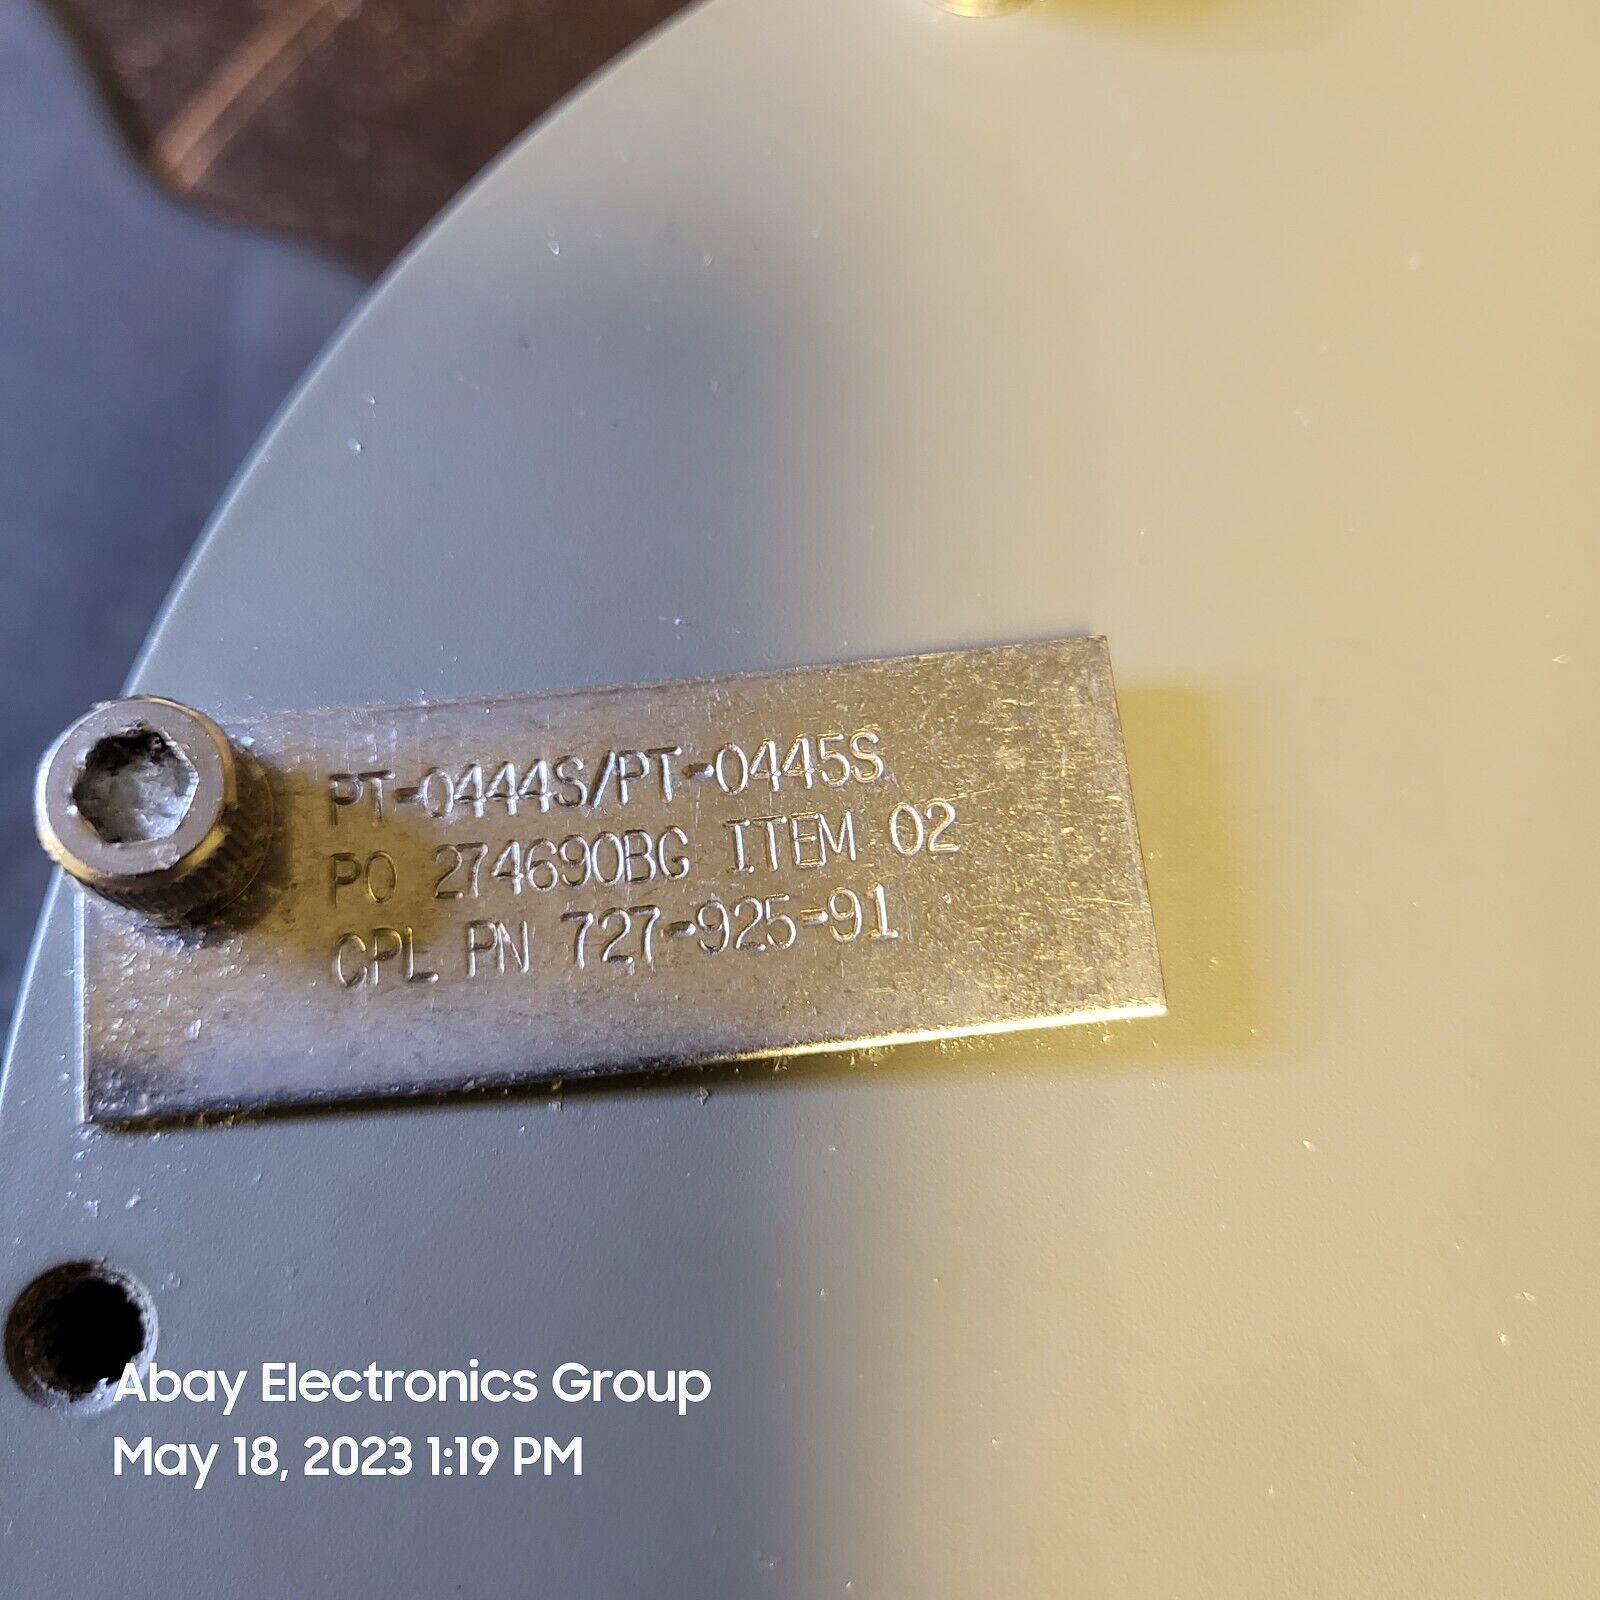 PT-0444S/PT-0445S
PO 274690BG ITEM 02
CPL PN 727-925-91
Abay Electronics Group
May 18, 2023 1:19 PM